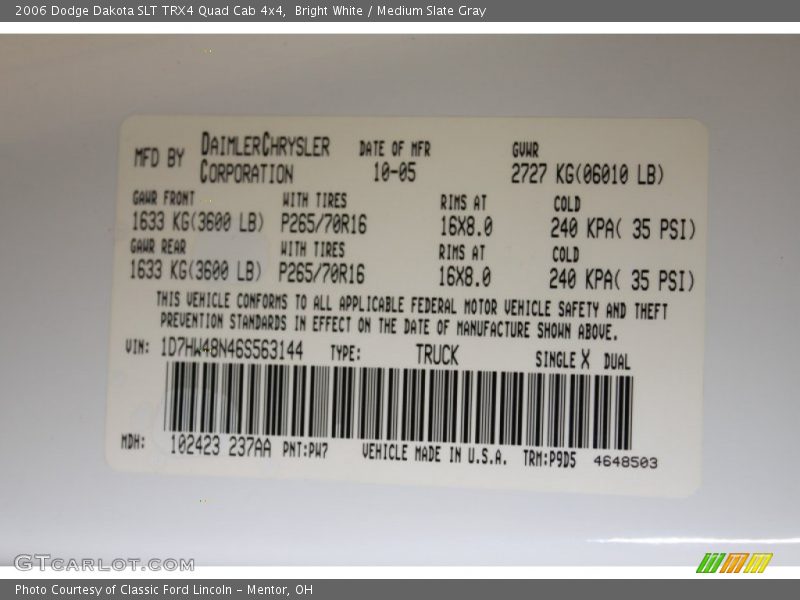 2006 Dodge Dakota SLT TRX4 Quad Cab 4x4,  Bright White / Medium Slate Gray
MFD BY DAIMLERCHRYSLER CORPORATION DATE OF MFR 10-05 GVWR 2727 KG(06010 LB)
GAWR FRONT WITH TIRES RIMS AT COLD
1633 KG(3600 LB) P265/70R16 16X8.0 240 KPA( 35 PSI)
GAWR REAR WITH TIRES RIMS AT COLD
1633 KG(3600 LB) P265/70R16 16X8.0 240 KPA( 35 PSI)
THIS VEHICLE CONFORMS TO ALL APPLICABLE FEDERAL MOTOR VEHICLE SAFETY AND THEFT
PREVENTION STANDARDS IN EFFECT ON THE DATE OF MANUFACTURE SHOWN ABOVE.
VIN: 1D7HW48N46S563144 TYPE: TRUCK SINGLE X DUAL
MDH: 102423 237AA PNT:PW7 VEHICLE MADE IN U.S.A. TRM:P9D5 4648503
GTCARLOT.COM
Photo Courtesy of Classic Ford Lincoln - Mentor, OH